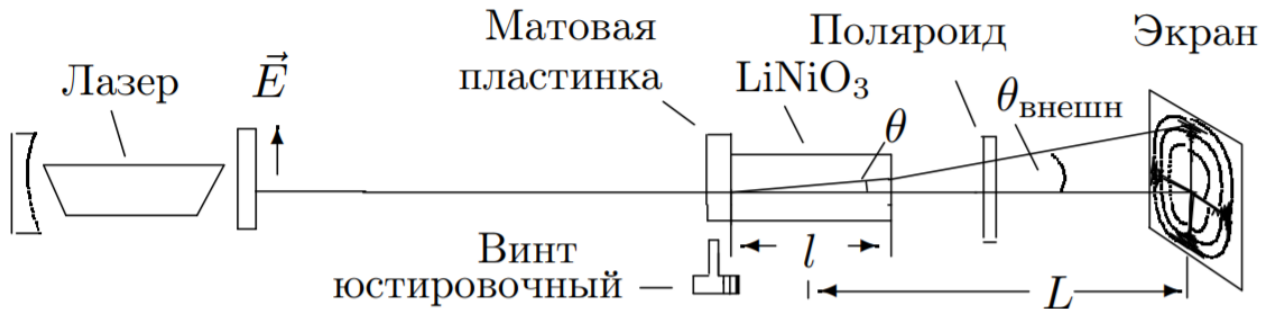 Лазер
E⃗
Матовая
пластинка
LiNiO₃
Поляроид
Экран
θ
θвнешн
Винт
юстировочный
l
L